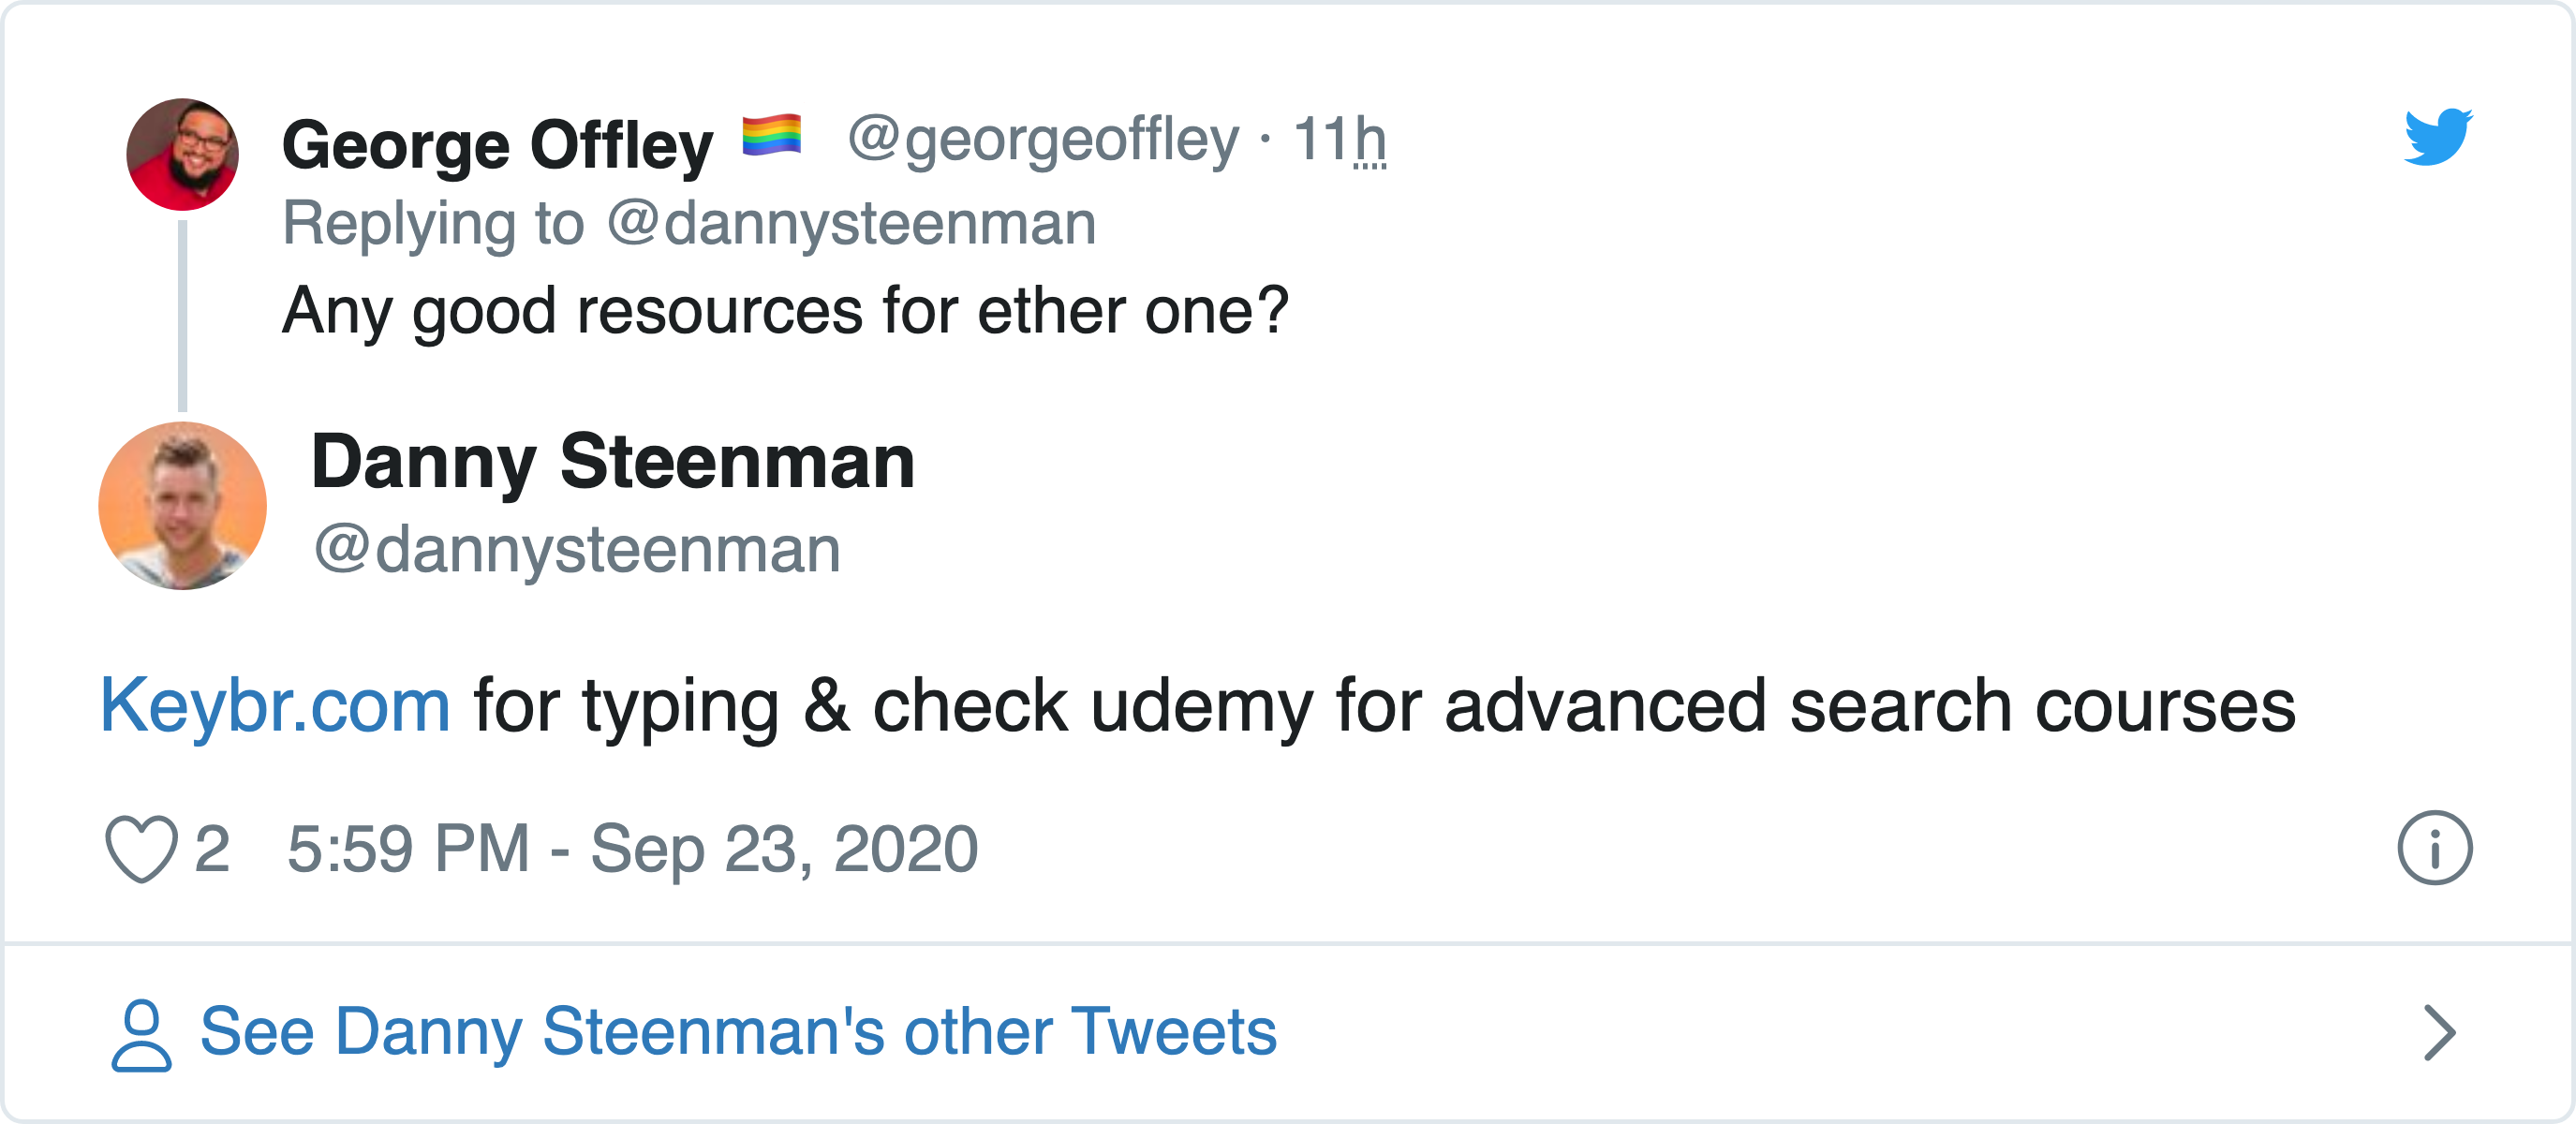 George Offley 🏳️‍🌈 @georgeoffley · 11h
Replying to @dannysteenman
Any good resources for ether one?
Danny Steenman
@dannysteenman
Keybr.com for typing & check udemy for advanced search courses
2 5:59 PM - Sep 23, 2020
See Danny Steenman's other Tweets